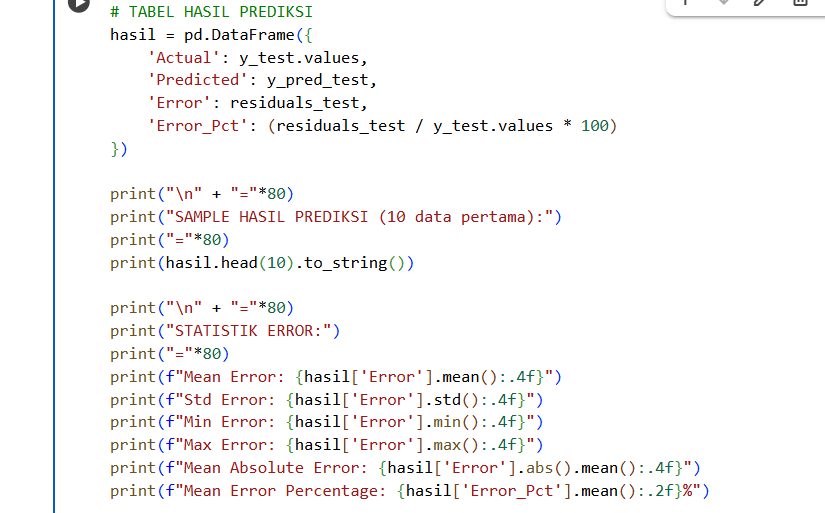 # TABEL HASIL PREDIKSI
hasil = pd.DataFrame({
    'Actual': y_test.values,
    'Predicted': y_pred_test,
    'Error': residuals_test,
    'Error_Pct': (residuals_test / y_test.values * 100)
})

print("\n" + "="*80)
print("SAMPLE HASIL PREDIKSI (10 data pertama):")
print("="*80)
print(hasil.head(10).to_string())

print("\n" + "="*80)
print("STATISTIK ERROR:")
print("="*80)
print(f"Mean Error: {hasil['Error'].mean():.4f}")
print(f"Std Error: {hasil['Error'].std():.4f}")
print(f"Min Error: {hasil['Error'].min():.4f}")
print(f"Max Error: {hasil['Error'].max():.4f}")
print(f"Mean Absolute Error: {hasil['Error'].abs().mean():.4f}")
print(f"Mean Error Percentage: {hasil['Error_Pct'].mean():.2f}%")